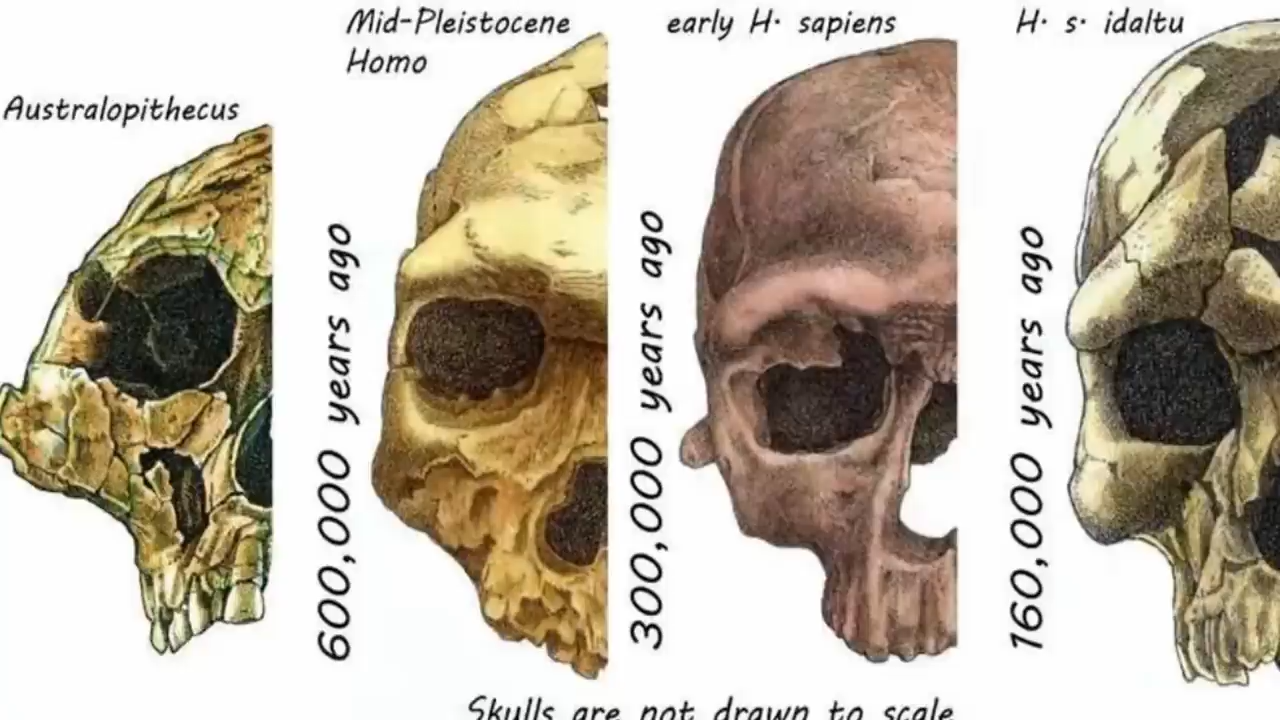 Australopithecus
Mid-Pleistocene
Homo
600,000 years ago
early H. sapiens
300,000 years ago
H. s. idaltu
160,000 years ago
Skulls are not drawn to scale